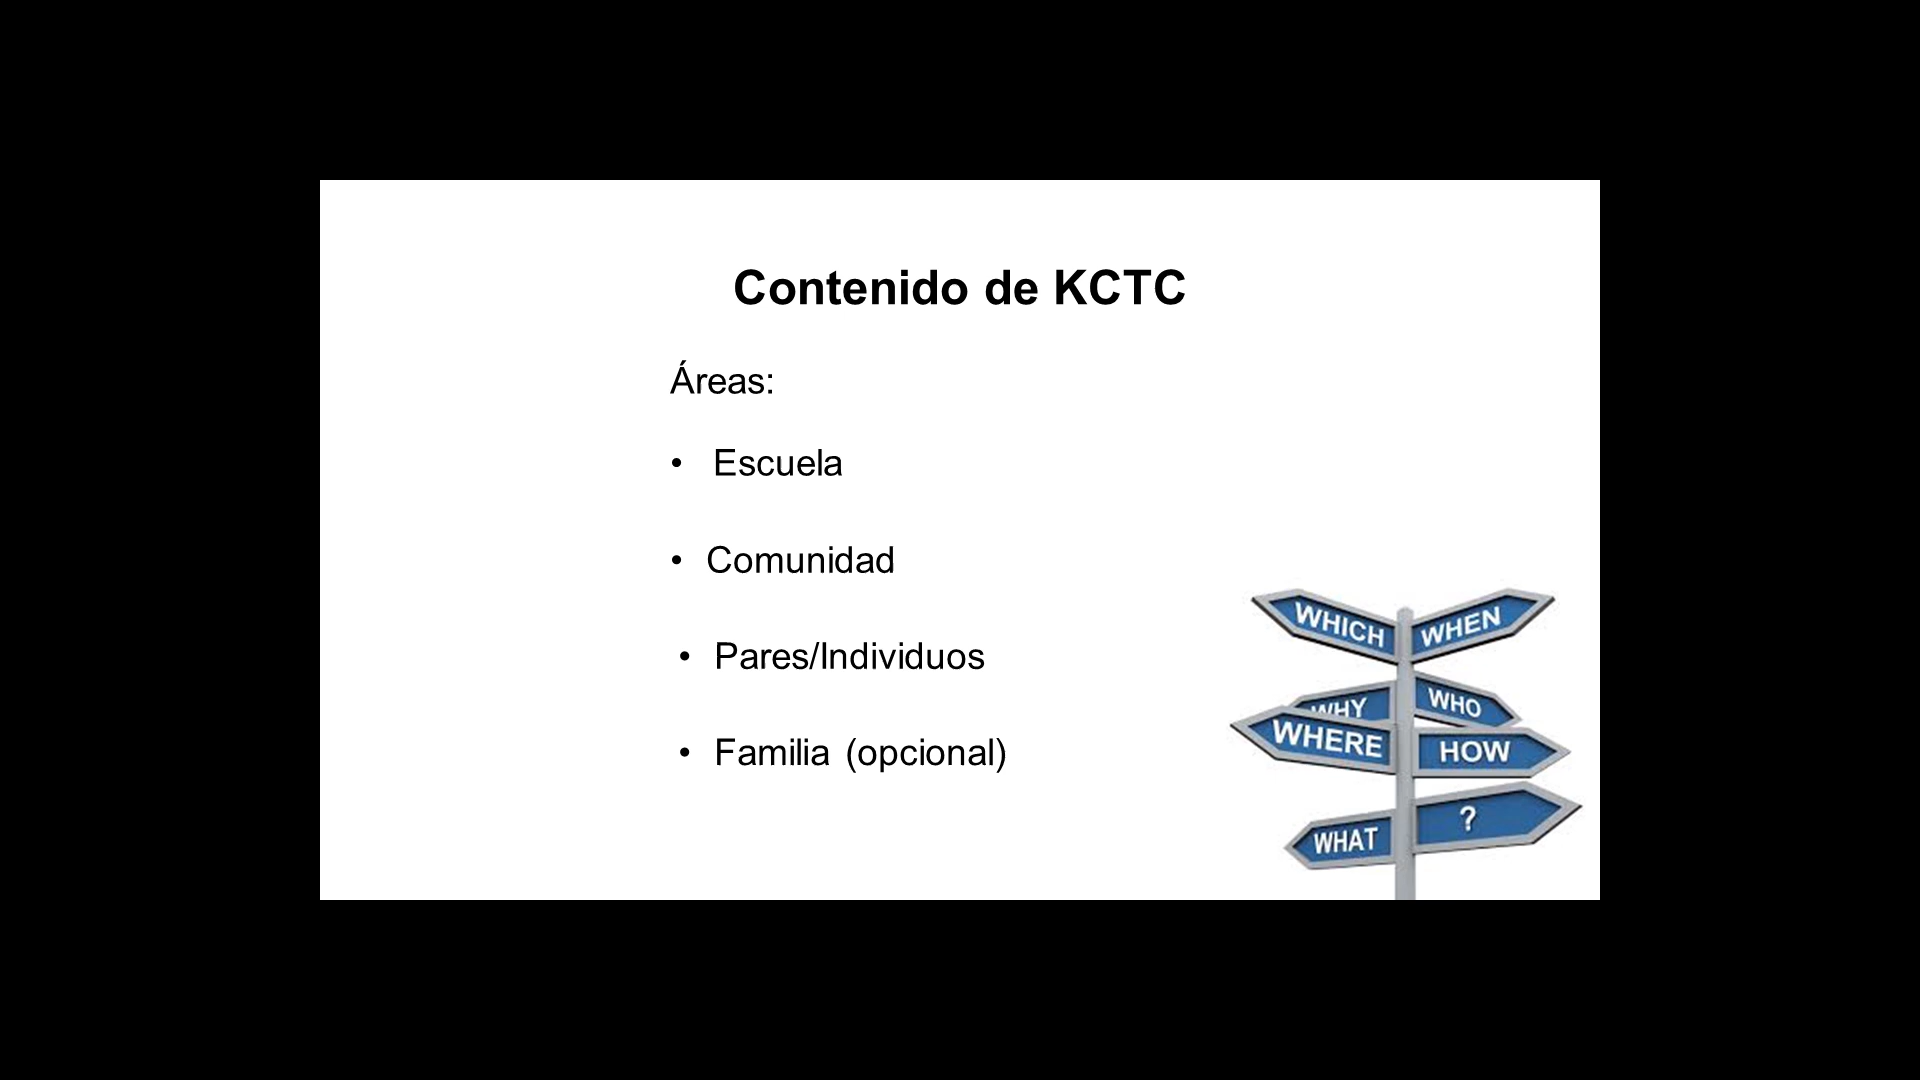 Contenido de KCTC
Áreas:
• Escuela
• Comunidad
• Pares/Individuos
• Familia (opcional)
WHICH
WHEN
WHY
WHO
WHERE
HOW
?
WHAT